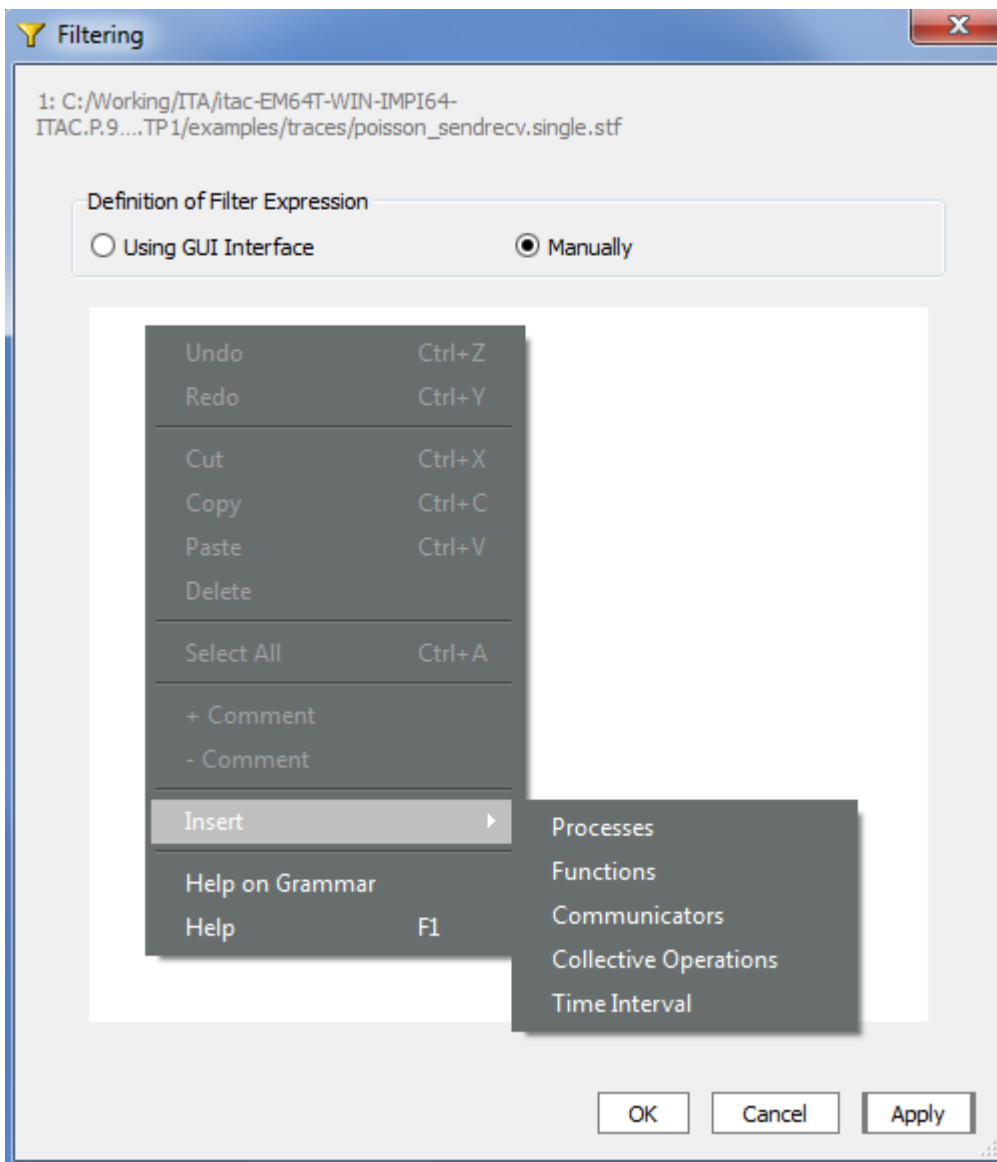 Filtering
1: C:/Working/ITA/itac-EM64T-WIN-IMPI64-
ITAC.P.9....TP1/examples/traces/poisson_sendrecv.single.stf
Definition of Filter Expression
Using GUI Interface Manually
Undo Ctrl+Z
Redo Ctrl+Y
Cut Ctrl+X
Copy Ctrl+C
Paste Ctrl+V
Delete
Select All Ctrl+A
+ Comment
- Comment
Insert
Help on Grammar
Help F1
Processes
Functions
Communicators
Collective Operations
Time Interval
OK Cancel Apply